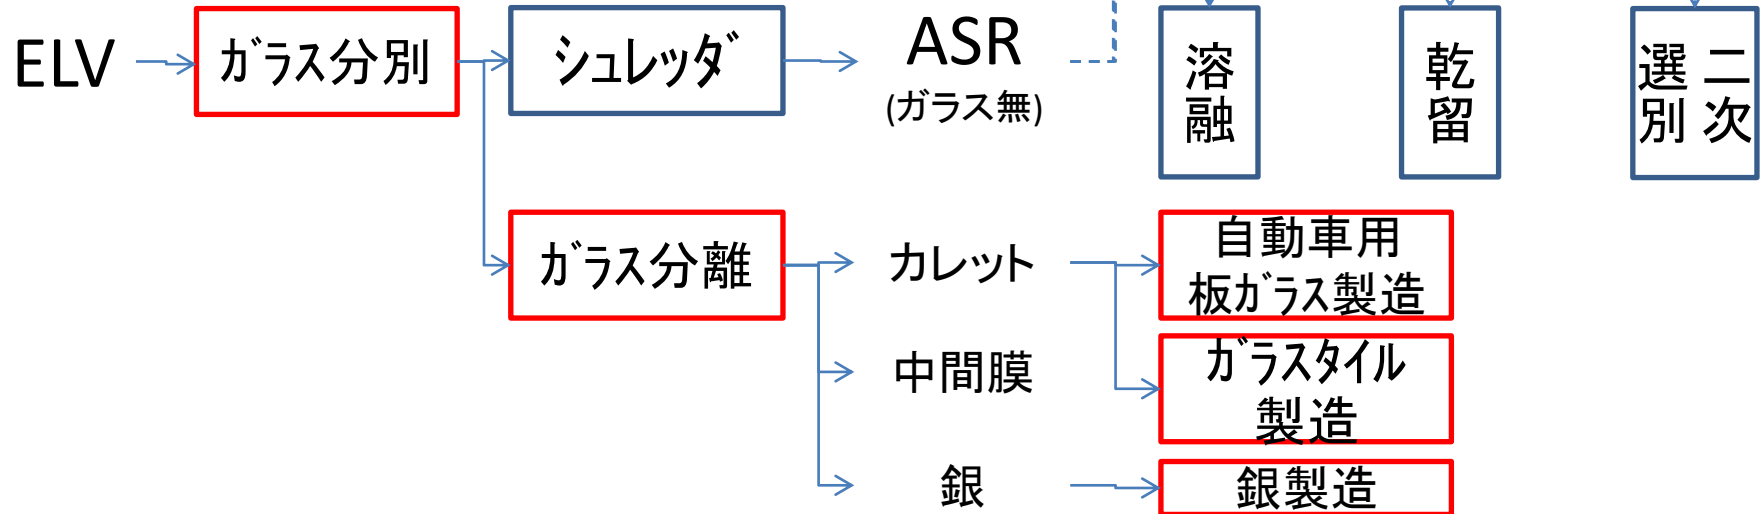 ELV
ガラス分別
シュレッダ
ASR
(ガラス無)
溶融
乾留
二次
選別
ガラス分離
カレット
自動車用
板ガラス製造
中間膜
ガラスタイル
製造
銀
銀製造